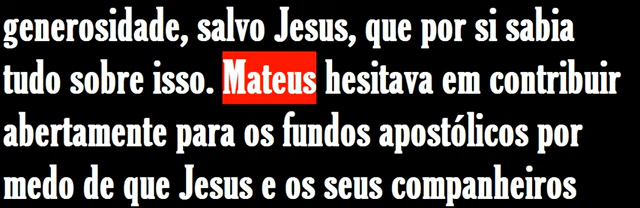 generosidade, salvo Jesus, que por si sabia
tudo sobre isso. Mateus hesitava em contribuir
abertamente para os fundos apostólicos por
medo de que Jesus e os seus companheiros